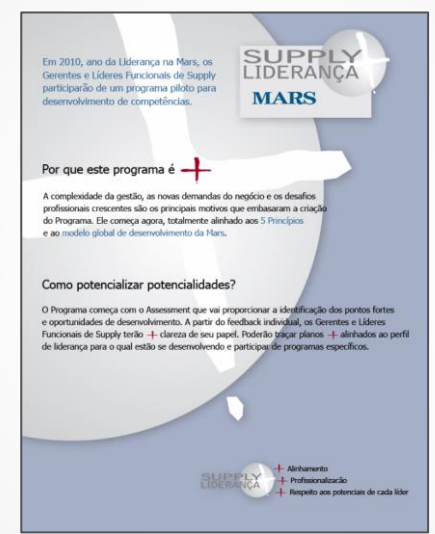 Em 2010, ano da Liderança na Mars, os
Gerentes e Líderes Funcionais de Supply
participarão de um programa piloto para
desenvolvimento de competências.
SUPPLY
LIDERANÇA
MARS
Por que este programa é +
A complexidade da gestão, as novas demandas do negócio e os desafios
profissionais crescentes são os principais motivos que embasaram a criação
do Programa. Ele começa agora, totalmente alinhado aos 5 Princípios
e ao modelo global de desenvolvimento da Mars.
Como potencializar potencialidades?
O Programa começa com o Assessment que vai proporcionar a identificação dos pontos fortes
e oportunidades de desenvolvimento. A partir do feedback individual, os Gerentes e Líderes
Funcionais de Supply terão + clareza de seu papel. Poderão traçar planos + alinhados ao perfil
de liderança para o qual estão se desenvolvendo e participar de programas específicos.
SUPPLY
LIDERANÇA
+ Alinhamento
+ Profissionalização
+ Respeito aos potenciais de cada líder